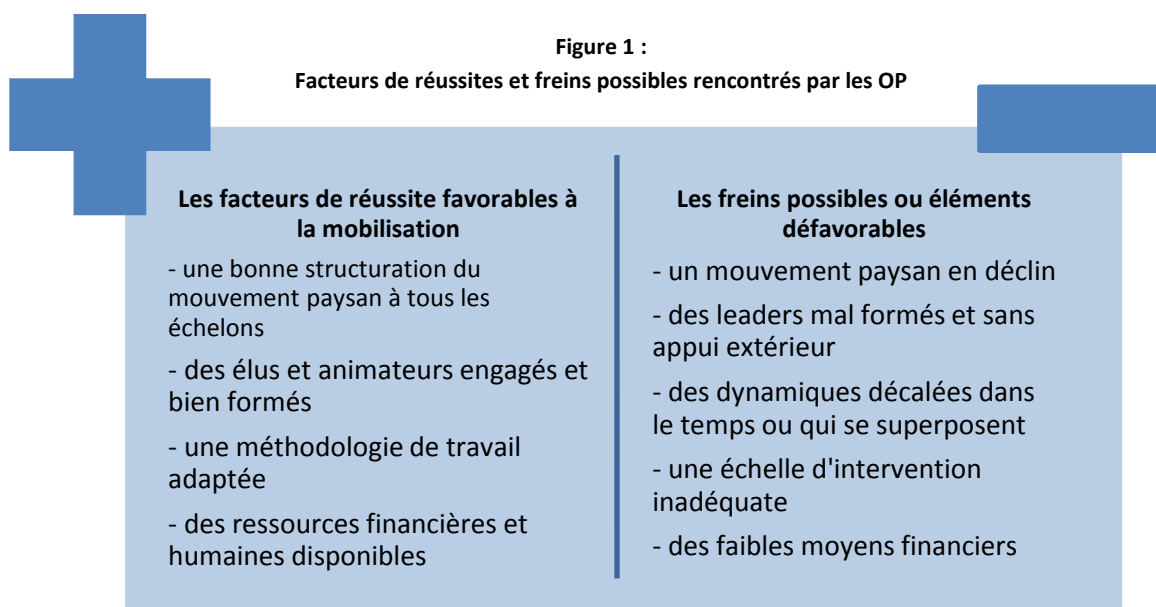 Figure 1 :
Facteurs de réussites et freins possibles rencontrés par les OP
Les facteurs de réussite favorables à
la mobilisation
- une bonne structuration du
mouvement paysan à tous les
échelons
- des élus et animateurs engagés et
bien formés
- une méthodologie de travail
adaptée
- des ressources financières et
humaines disponibles
Les freins possibles ou éléments
défavorables
- un mouvement paysan en déclin
- des leaders mal formés et sans
appui extérieur
- des dynamiques décalées dans
le temps ou qui se superposent
- une échelle d'intervention
inadéquate
- des faibles moyens financiers